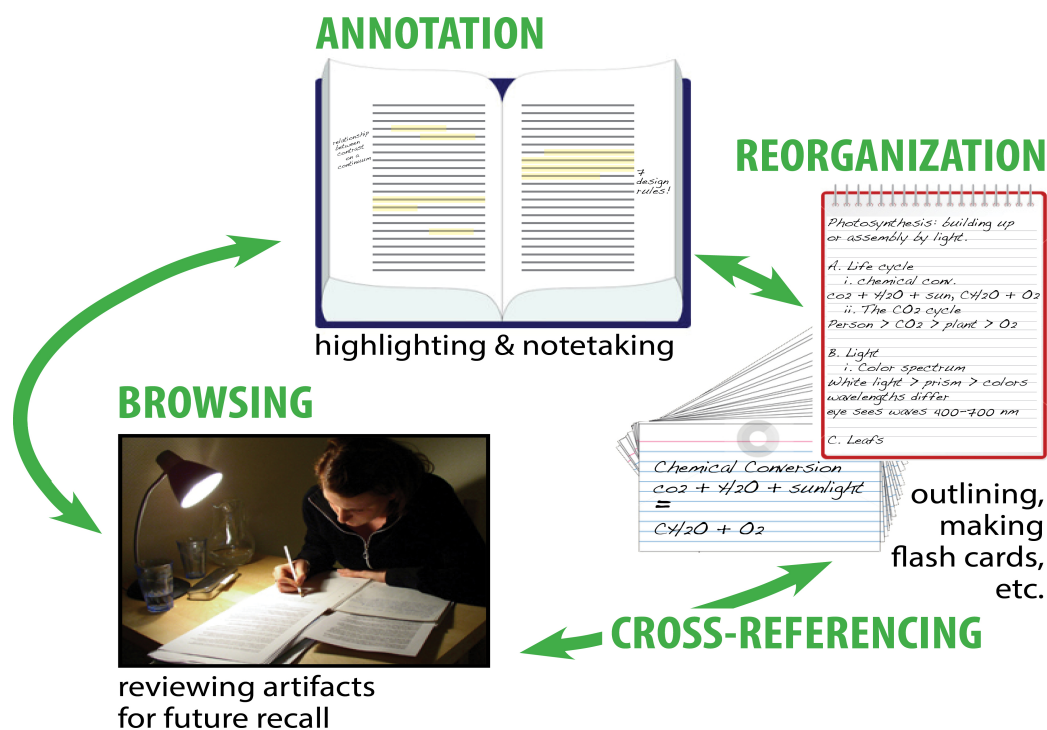 ANNOTATION
relationship
between
contrast
on a
continuum
7
design
rules!
highlighting & notetaking
REORGANIZATION
Photosynthesis: building up
or assembly by light.
A. Life cycle
i. chemical conv.
co2 + H2O + sun, CH2O + O2
ii. The CO2 cycle
Person > CO2 > plant > O2
B. Light
i. Color spectrum
White light > prism > colors
wavelengths differ
eye sees waves 400-700 nm
C. Leafs
Chemical Conversion
co2 + H2O + sunlight
=
CH2O + O2
outlining,
making
flash cards,
etc.
BROWSING
reviewing artifacts
for future recall
CROSS-REFERENCING